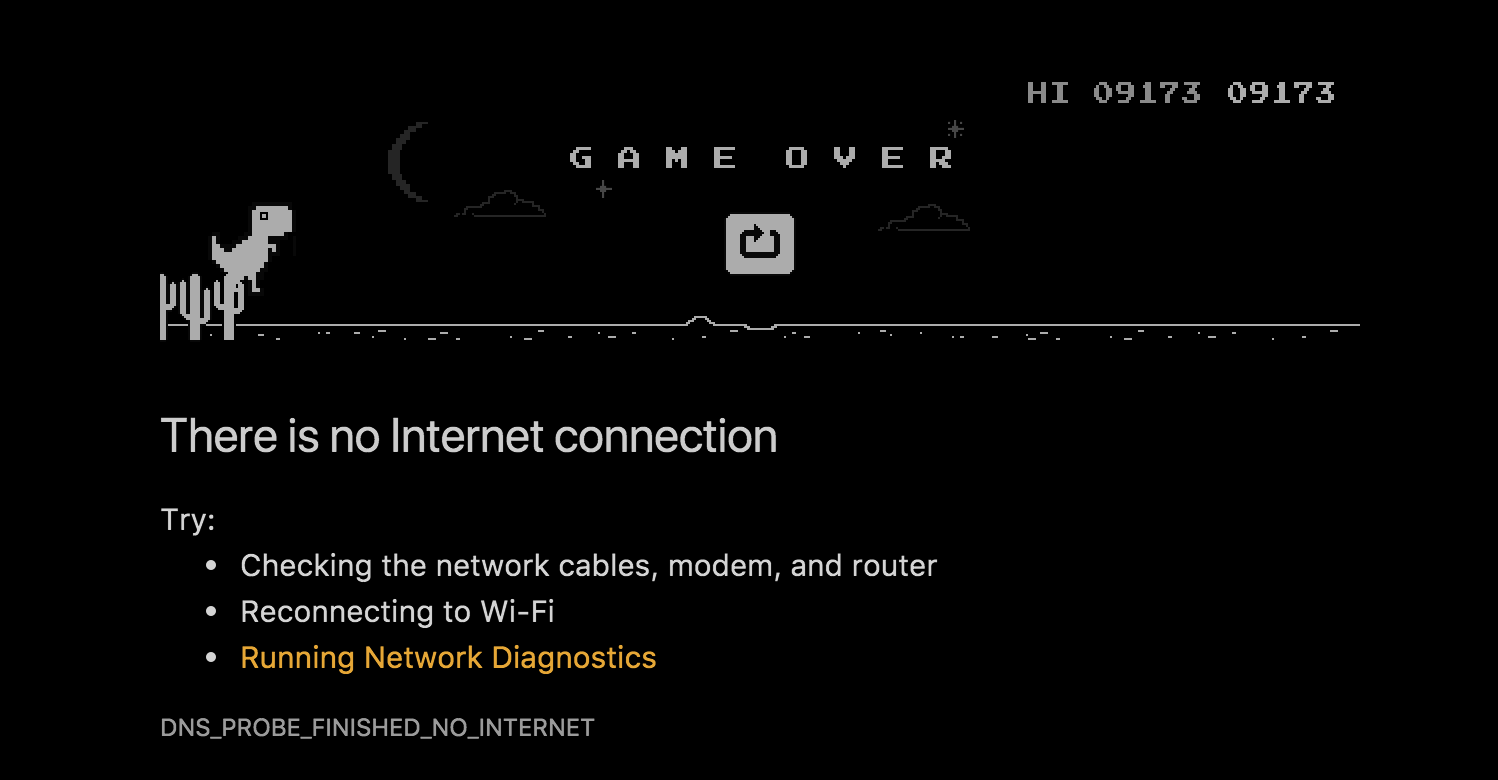 HI 09173 09173
GAME OVER
There is no Internet connection
Try:
• Checking the network cables, modem, and router
• Reconnecting to Wi-Fi
• Running Network Diagnostics
DNS_PROBE_FINISHED_NO_INTERNET